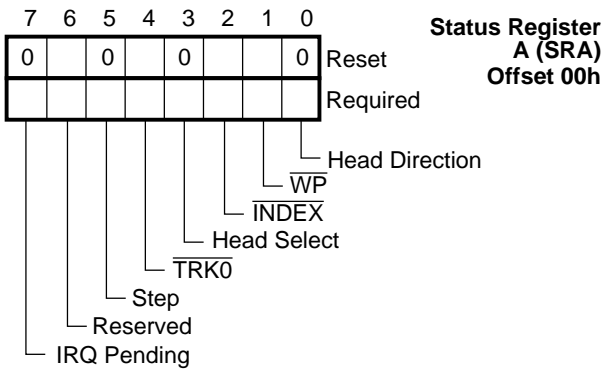 7 6 5 4 3 2 1 0
Status Register
A (SRA)
Offset 00h
0 0 0 0 Reset
Required
Head Direction
WP
INDEX
Head Select
TRK0
Step
Reserved
IRQ Pending